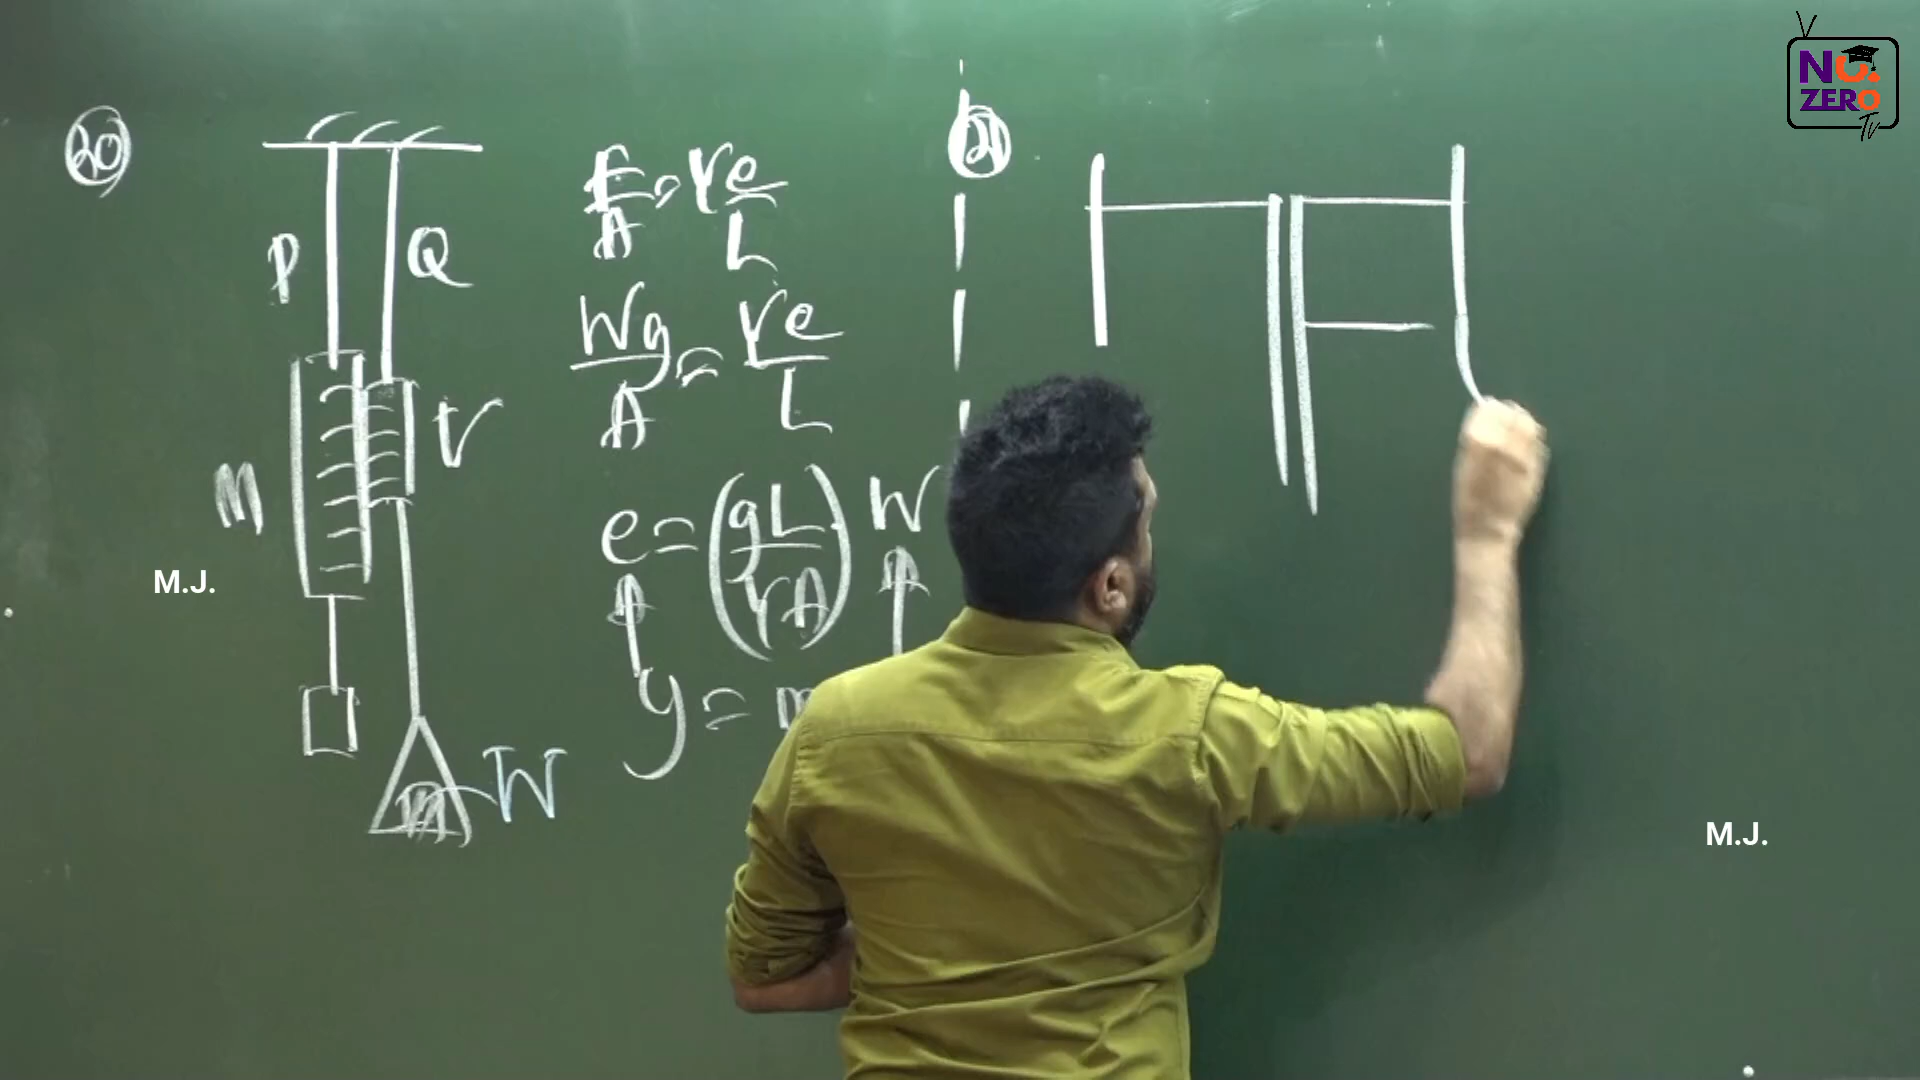 20
P
Q
M
V
W
F/A = Ye/L
Wg/A = Ye/L
e = (gL/YA) W
y = m
21
M.J.
M.J.
NO.
ZERO
TV